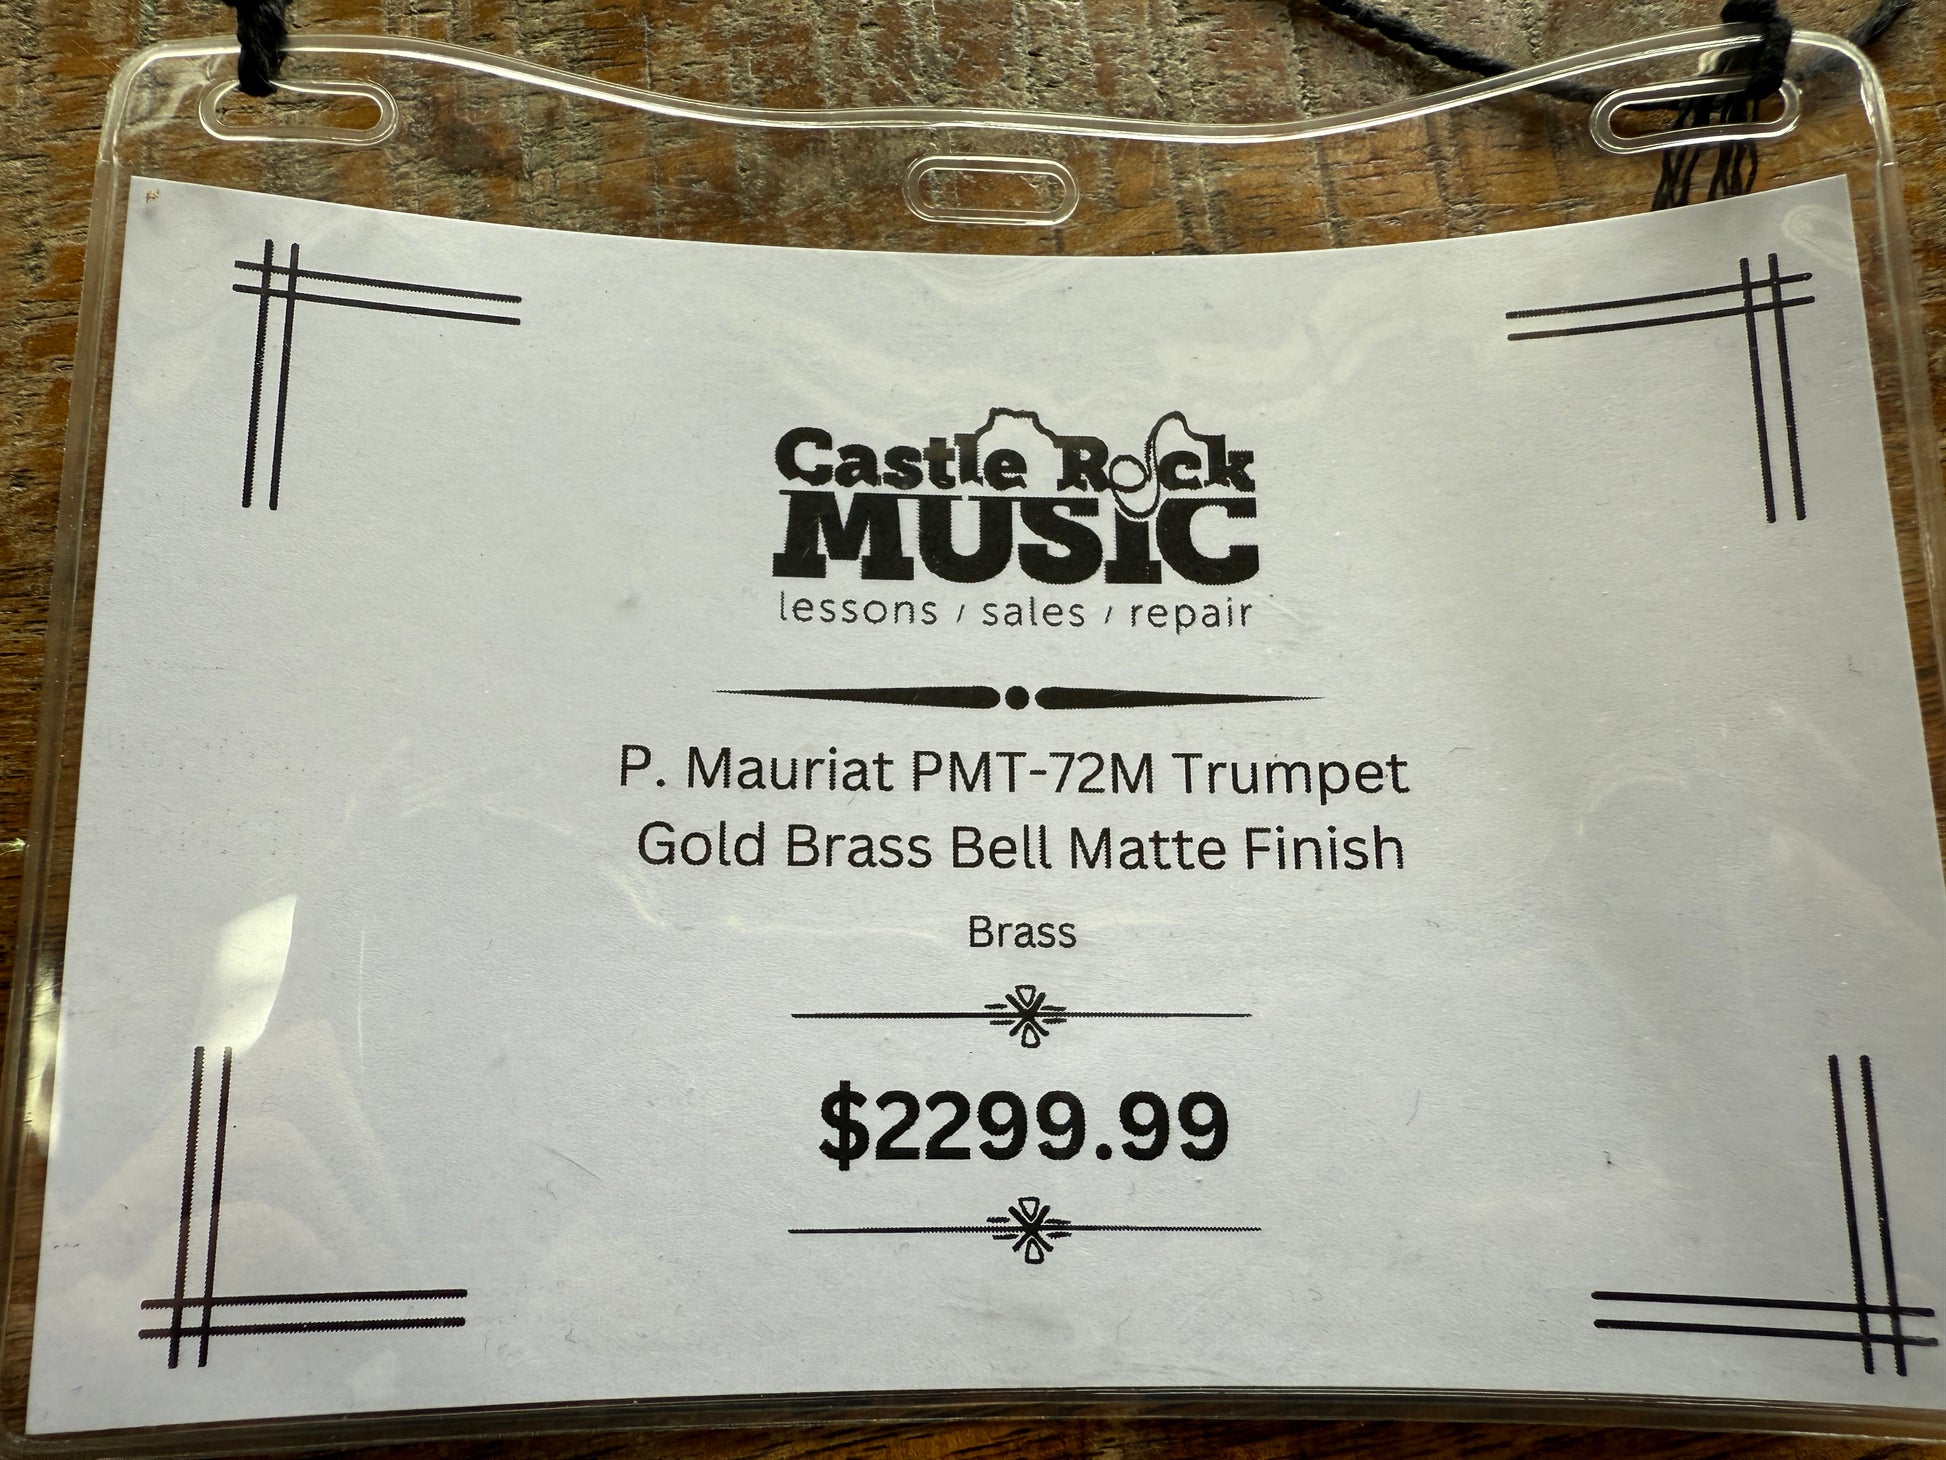 Castle Rock
MUSiC
lessons / sales / repair
P. Mauriat PMT-72M Trumpet
Gold Brass Bell Matte Finish
Brass
$2299.99